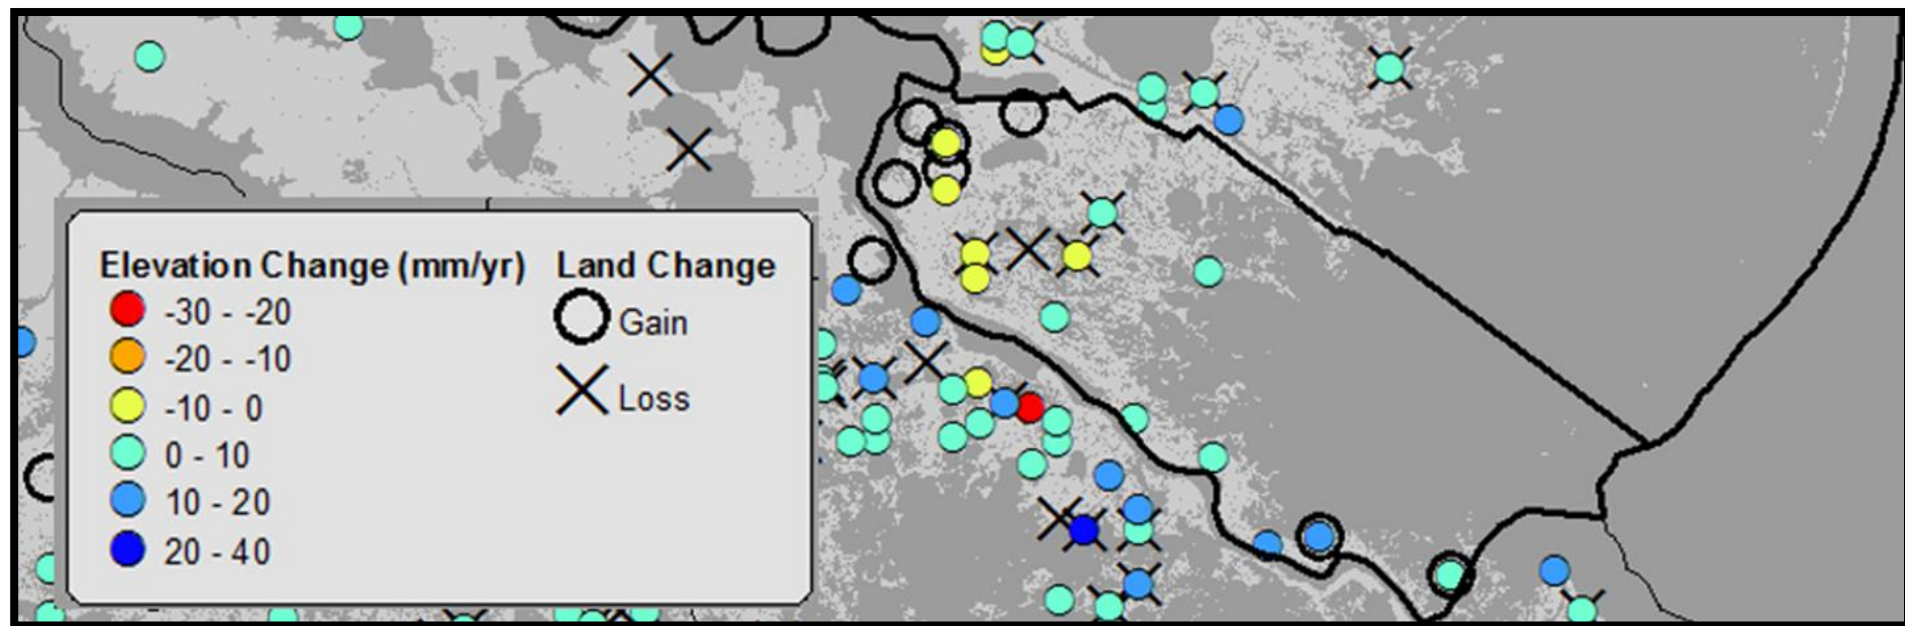 Elevation Change (mm/yr)
-30 - -20
-20 - -10
-10 - 0
0 - 10
10 - 20
20 - 40
Land Change
Gain
Loss